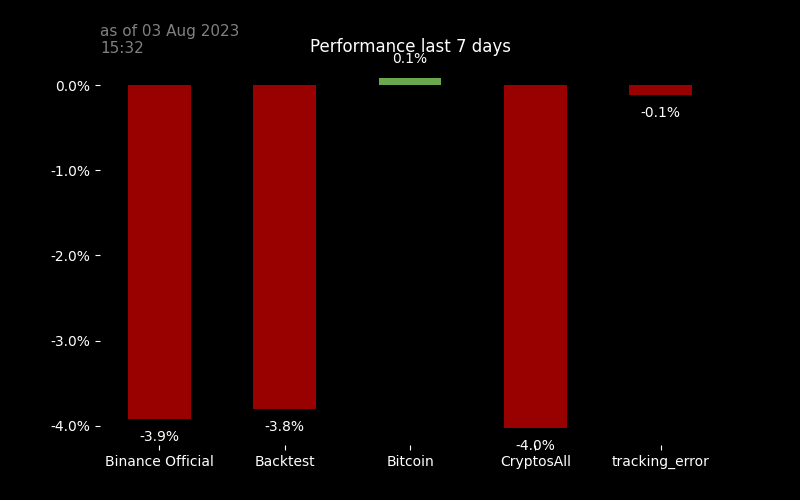 as of 03 Aug 2023
15:32
Performance last 7 days
0.1%
0.0%
-0.1%
-1.0%
-2.0%
-3.0%
-4.0%
-3.9%
-3.8%
-4.0%
Binance Official
Backtest
Bitcoin
CryptosAll
tracking_error